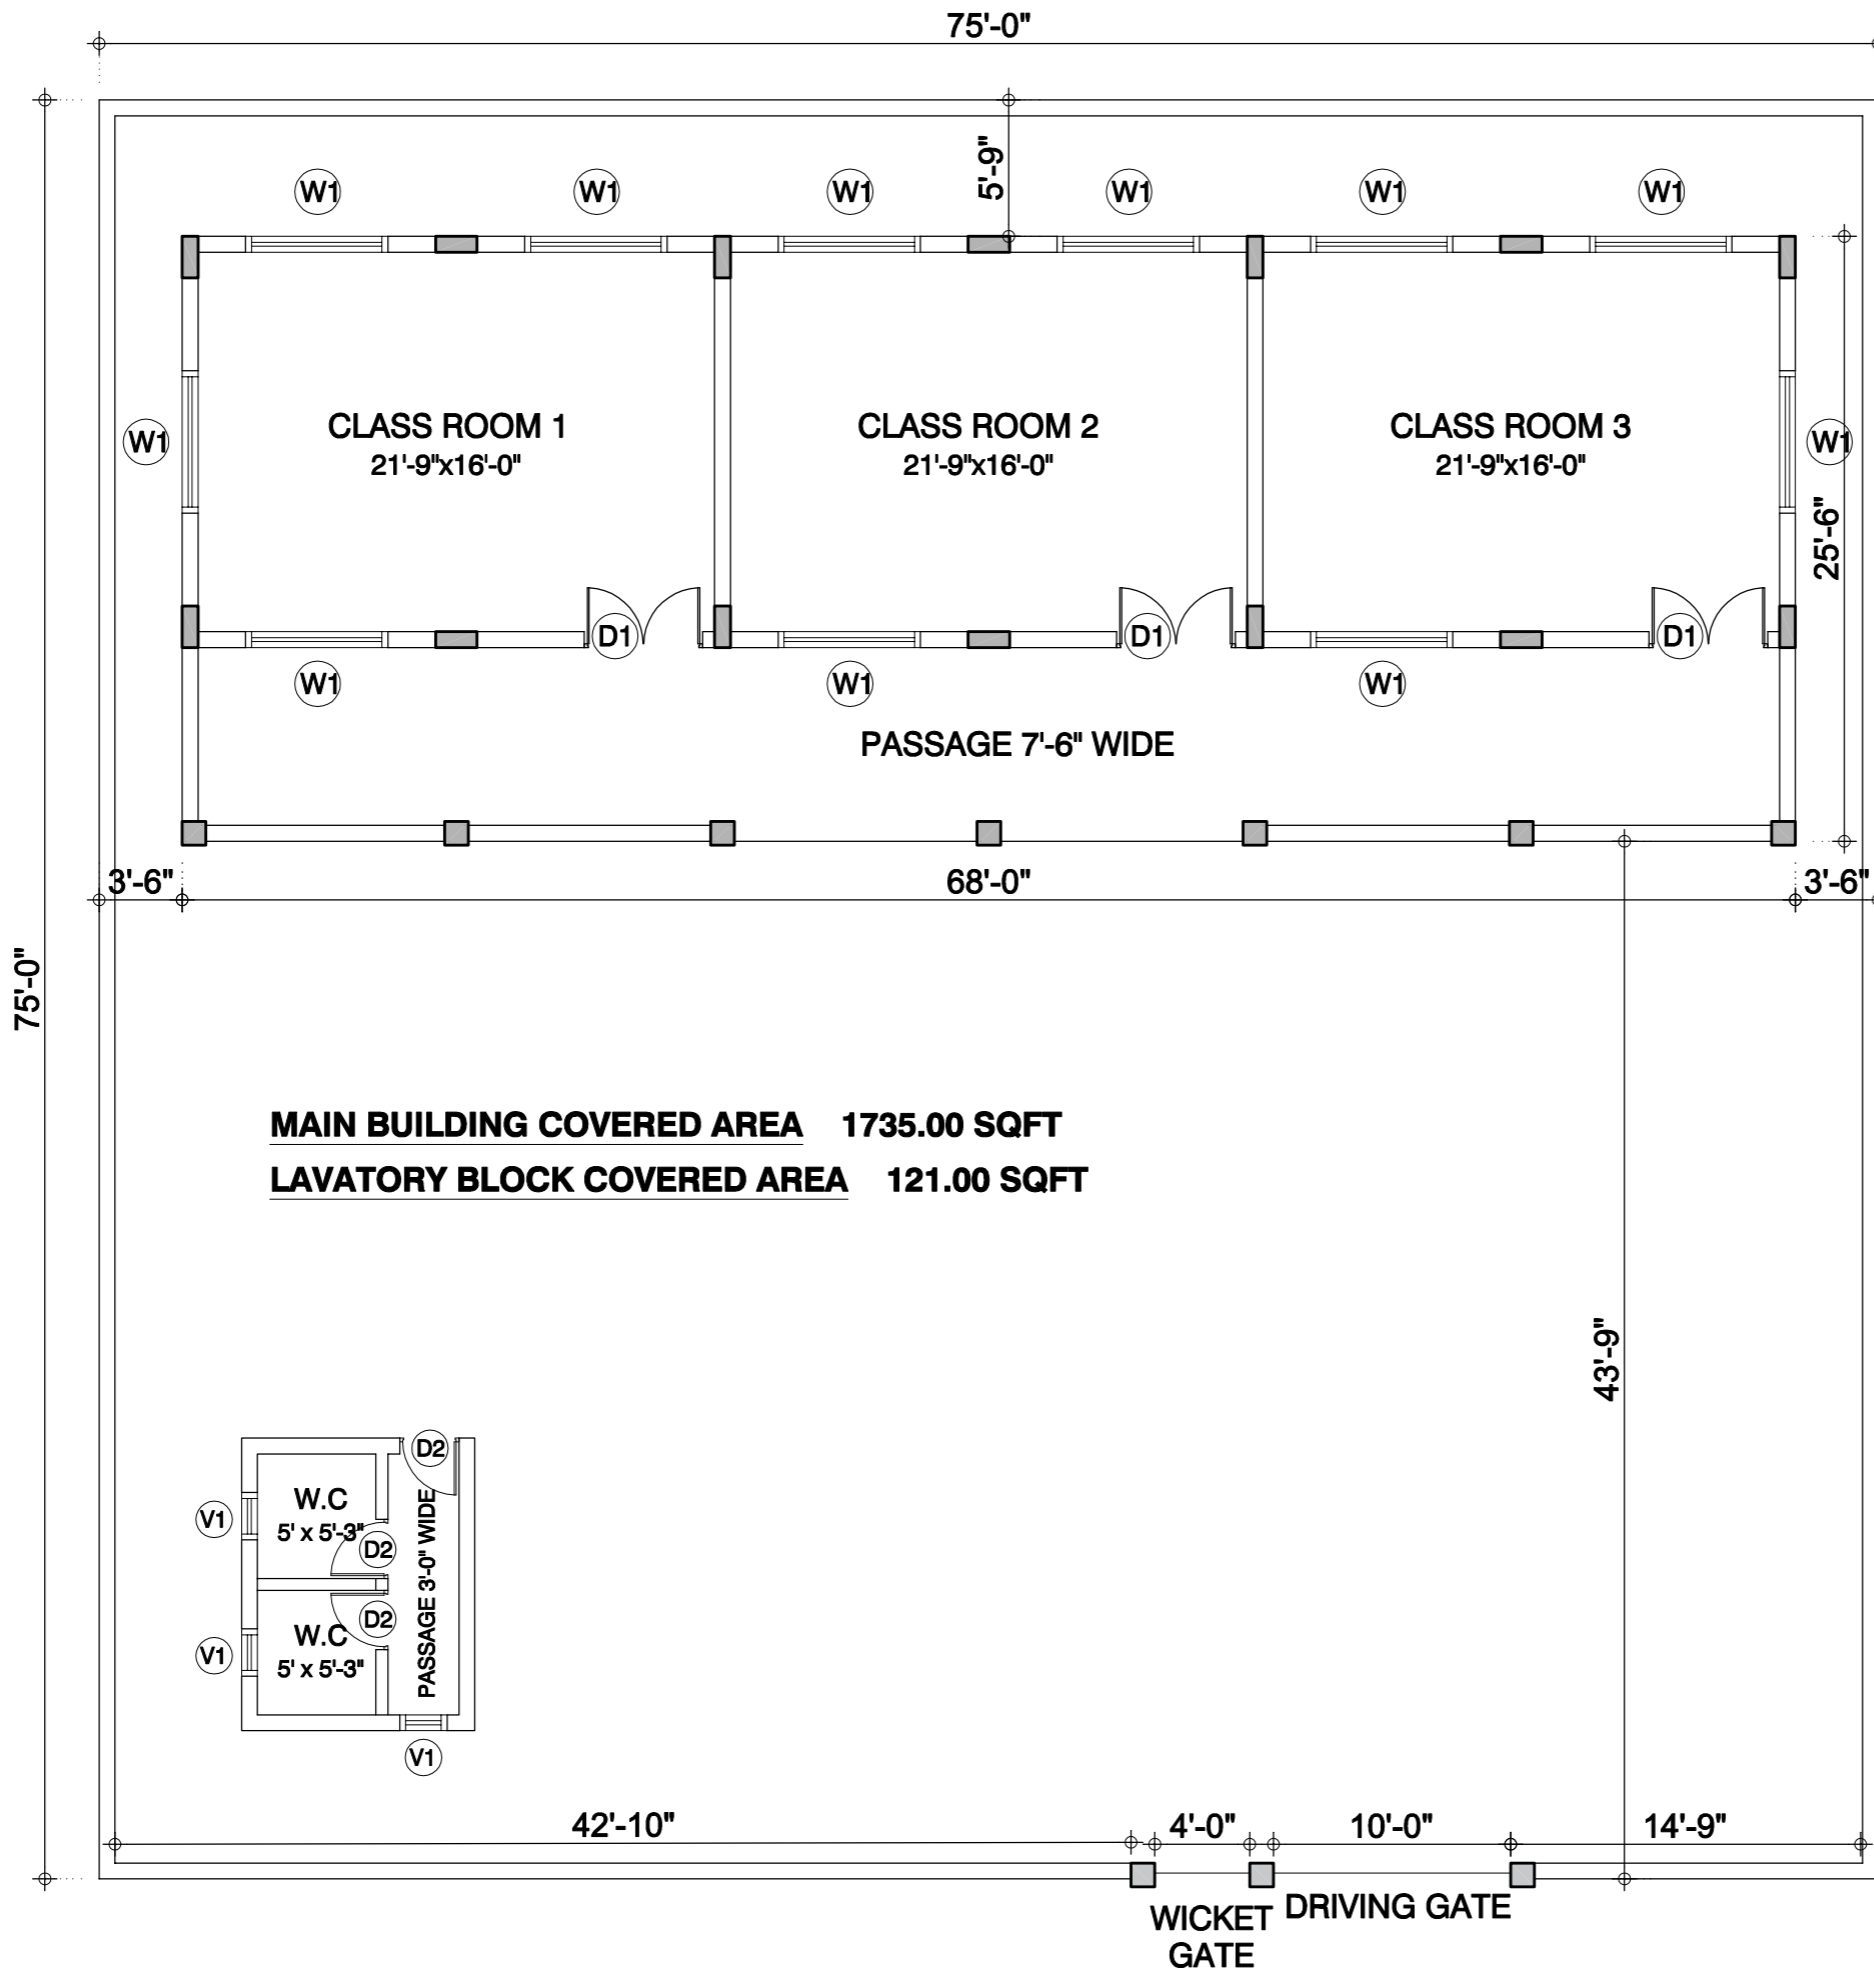 75'-0"
5'-9"
W1 W1 W1 W1 W1 W1
CLASS ROOM 1
21'-9"x16'-0"
CLASS ROOM 2
21'-9"x16'-0"
CLASS ROOM 3
21'-9"x16'-0"
W1
W1
25'-6"
D1 D1 D1
W1 W1 W1
PASSAGE 7'-6" WIDE
3'-6" 68'-0" 3'-6"
75'-0"
MAIN BUILDING COVERED AREA 1735.00 SQFT
LAVATORY BLOCK COVERED AREA 121.00 SQFT
43'-9"
D2
W.C
5' x 5'-3"
V1
D2
PASSAGE 3'-0" WIDE
D2
W.C
5' x 5'-3"
V1
V1
42'-10" 4'-0" 10'-0" 14'-9"
WICKET
GATE
DRIVING GATE